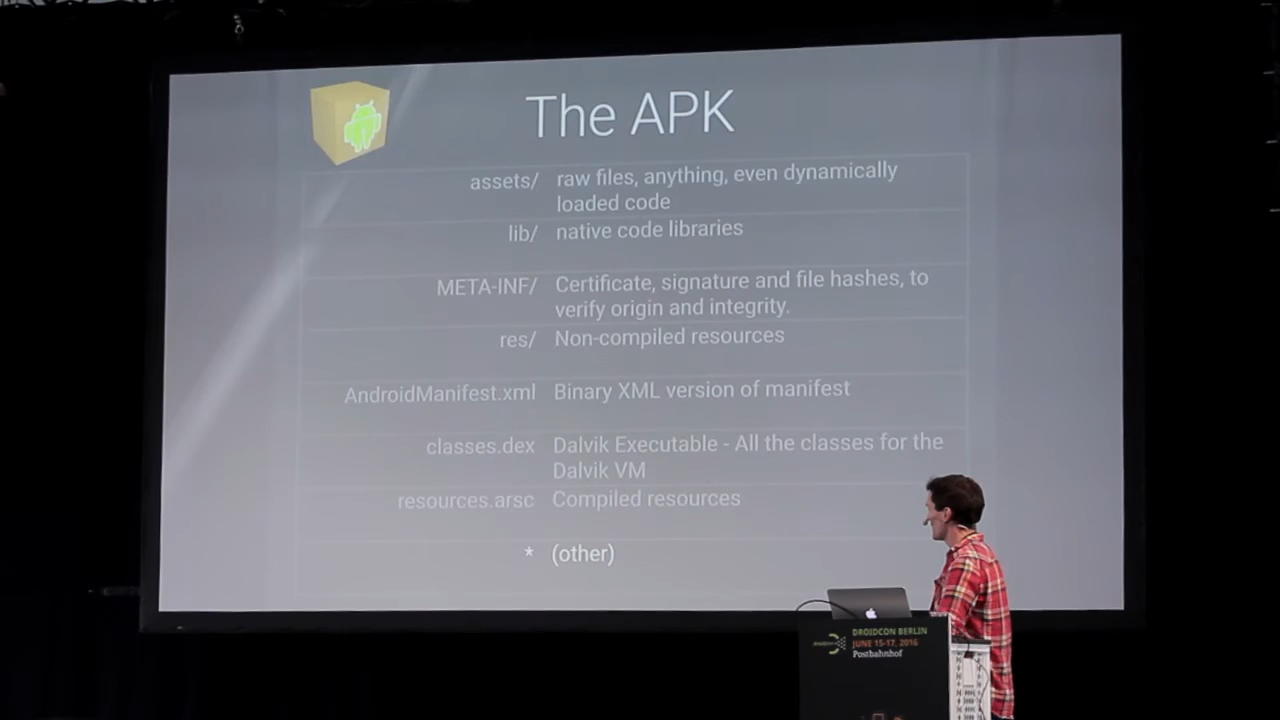 The APK
assets/ raw files, anything, even dynamically
loaded code
lib/ native code libraries
META-INF/ Certificate, signature and file hashes, to
verify origin and integrity.
res/ Non-compiled resources
AndroidManifest.xml Binary XML version of manifest
classes.dex Dalvik Executable - All the classes for the
Dalvik VM
resources.arsc Compiled resources
* (other)
DROIDCON BERLIN
JUNE 15-17, 2016
Postbahnhof